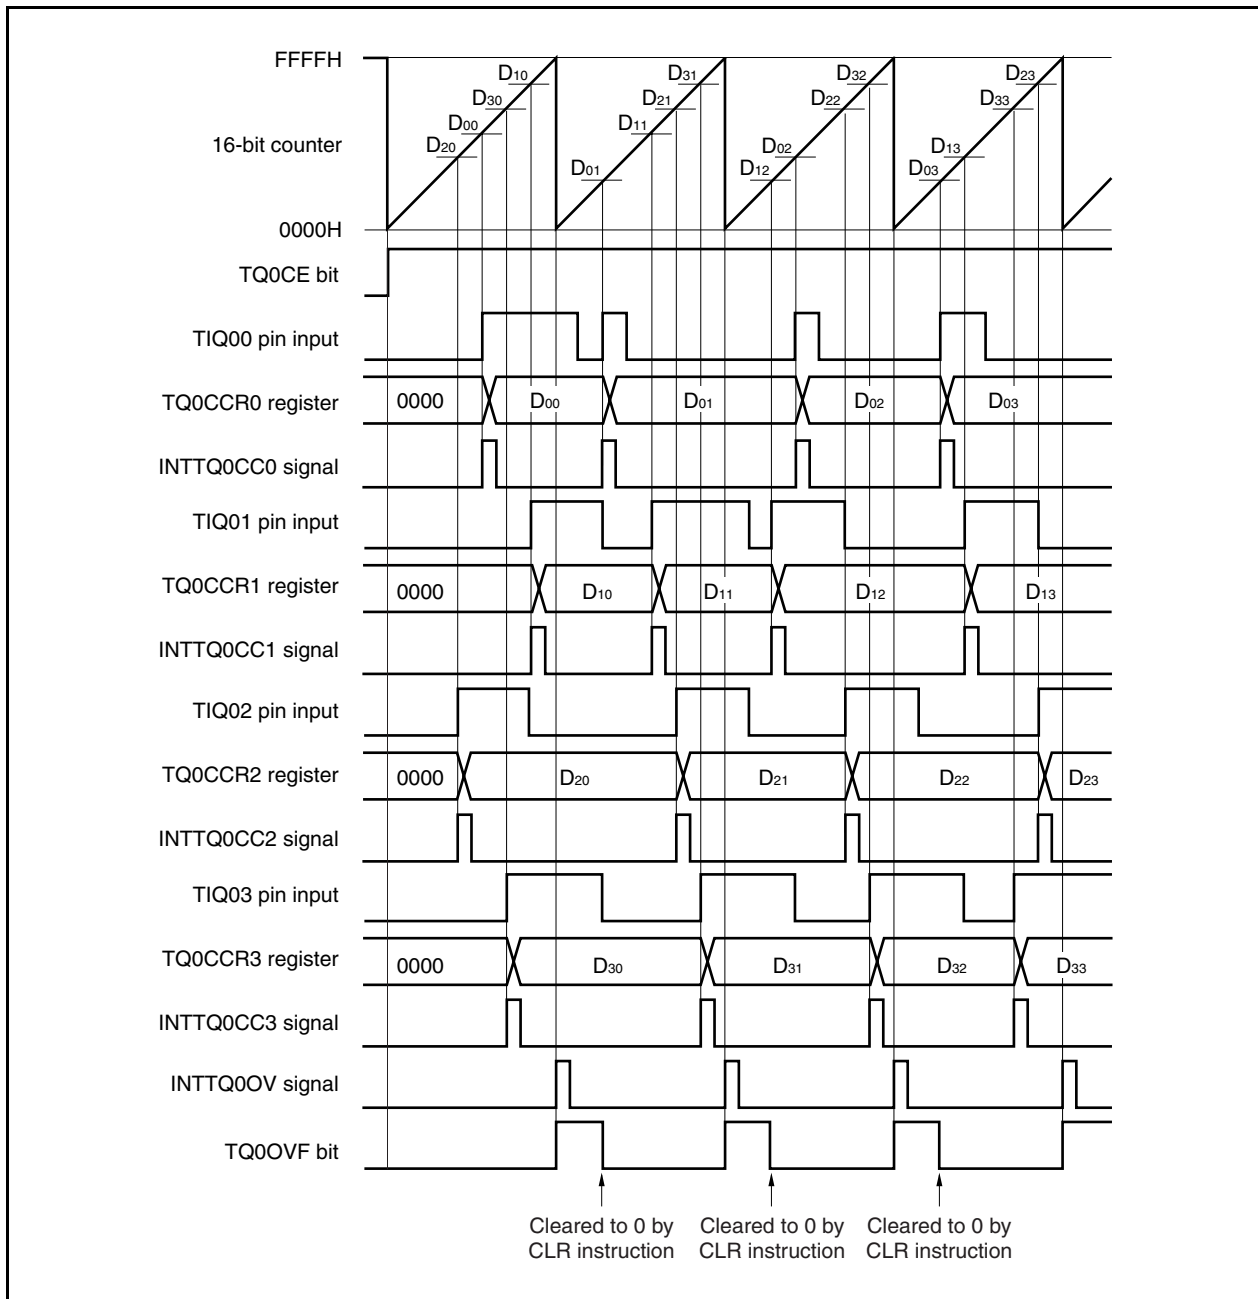 FFFFH
D10 D31 D32 D23
D30 D21 D22 D33
D00 D11
16-bit counter
D20 D02 D13
D01 D12 D03
0000H
TQ0CE bit
TIQ00 pin input
TQ0CCR0 register 0000 D00 D01 D02 D03
INTTQ0CC0 signal
TIQ01 pin input
TQ0CCR1 register 0000 D10 D11 D12 D13
INTTQ0CC1 signal
TIQ02 pin input
TQ0CCR2 register 0000 D20 D21 D22 D23
INTTQ0CC2 signal
TIQ03 pin input
TQ0CCR3 register 0000 D30 D31 D32 D33
INTTQ0CC3 signal
INTTQ0OV signal
TQ0OVF bit
Cleared to 0 by
CLR instruction
Cleared to 0 by
CLR instruction
Cleared to 0 by
CLR instruction